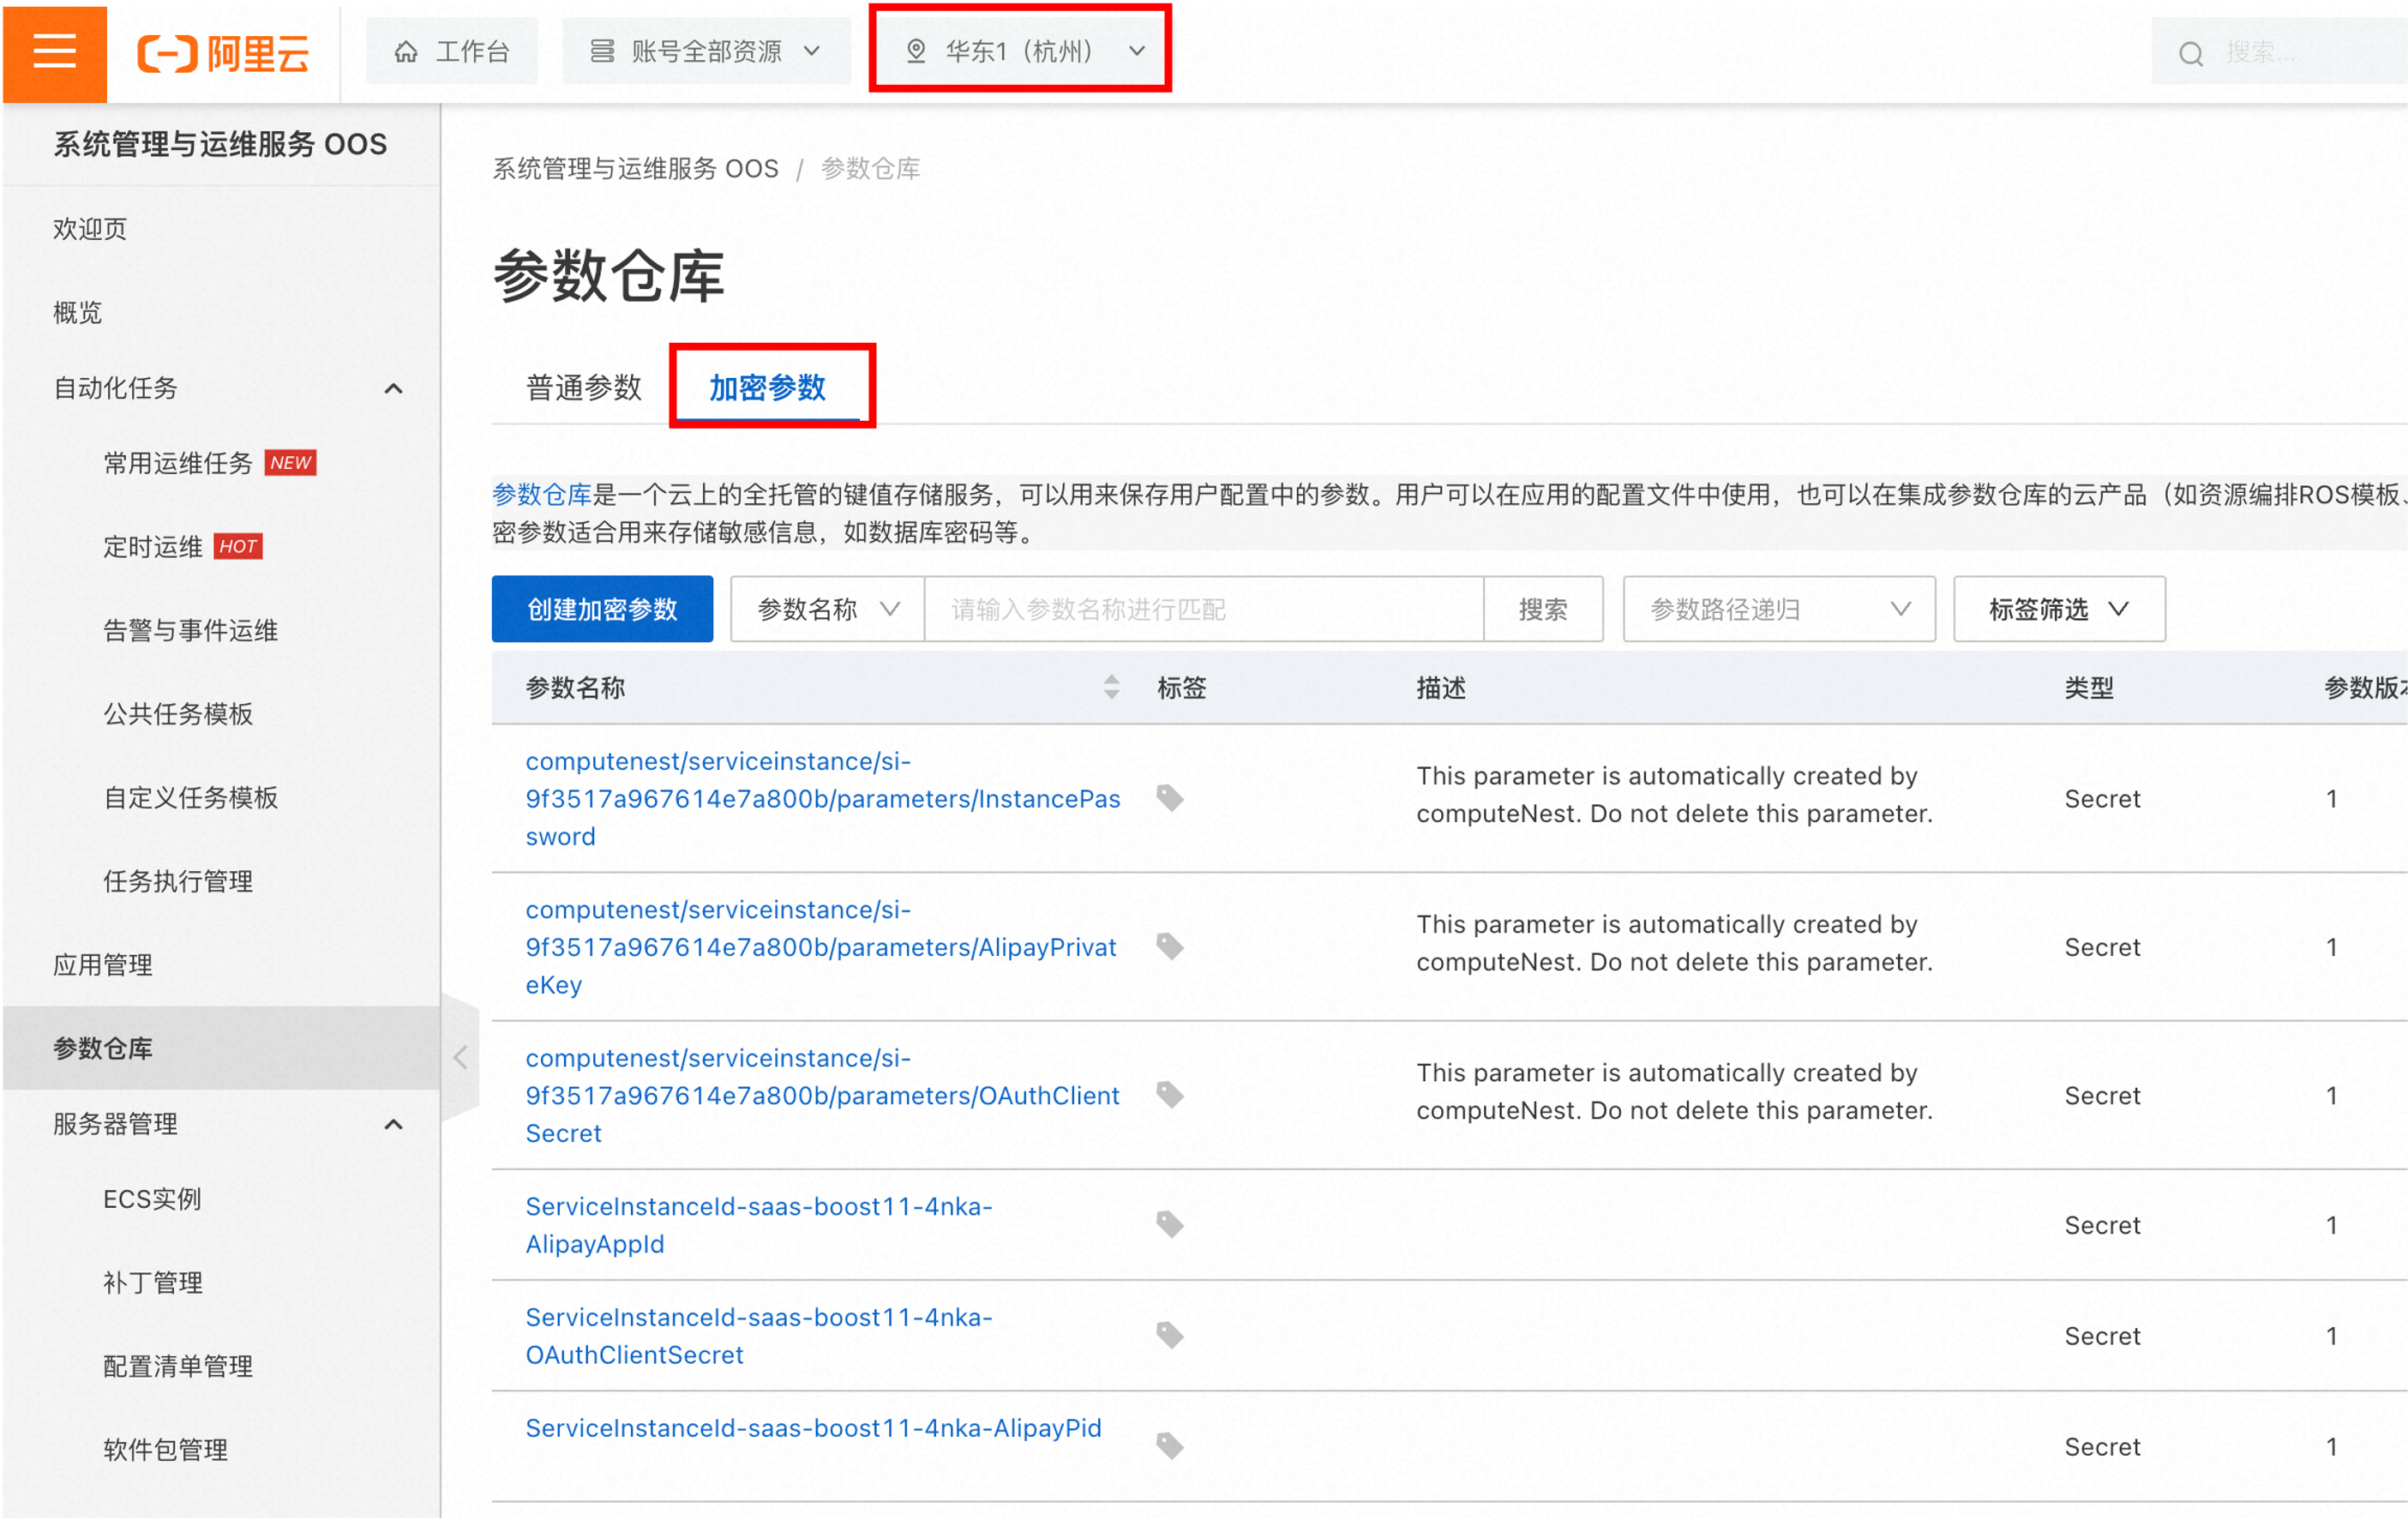 阿里云
工作台
账号全部资源
华东1（杭州）
搜索...
系统管理与运维服务 OOS
欢迎页
概览
自动化任务
常用运维任务 NEW
定时运维 HOT
告警与事件运维
公共任务模板
自定义任务模板
任务执行管理
应用管理
参数仓库
服务器管理
ECS实例
补丁管理
配置清单管理
软件包管理
系统管理与运维服务 OOS / 参数仓库
参数仓库
普通参数 加密参数
参数仓库是一个云上的全托管的键值存储服务，可以用来保存用户配置中的参数。用户可以在应用的配置文件中使用，也可以在集成参数仓库的云产品（如资源编排ROS模板、
密参数适合用来存储敏感信息，如数据库密码等。
创建加密参数 参数名称 请输入参数名称进行匹配 搜索 参数路径递归 标签筛选
参数名称 标签 描述 类型 参数版
computenest/serviceinstance/si-
9f3517a967614e7a800b/parameters/InstancePas
sword
This parameter is automatically created by
computeNest. Do not delete this parameter.
Secret 1
computenest/serviceinstance/si-
9f3517a967614e7a800b/parameters/AlipayPrivat
eKey
This parameter is automatically created by
computeNest. Do not delete this parameter.
Secret 1
computenest/serviceinstance/si-
9f3517a967614e7a800b/parameters/OAuthClient
Secret
This parameter is automatically created by
computeNest. Do not delete this parameter.
Secret 1
ServiceInstanceId-saas-boost11-4nka-
AlipayAppId
Secret 1
ServiceInstanceId-saas-boost11-4nka-
OAuthClientSecret
Secret 1
ServiceInstanceId-saas-boost11-4nka-AlipayPid
Secret 1